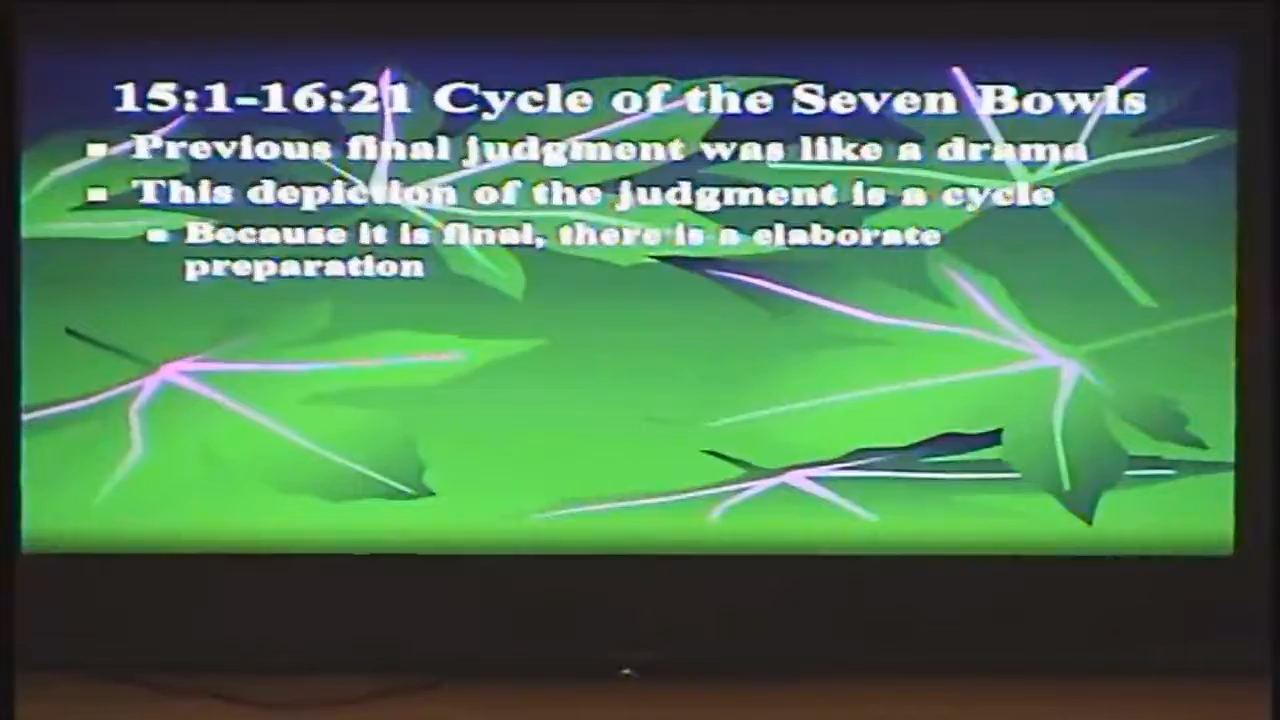 15:1-16:21 Cycle of the Seven Bowls
▪ Previous final judgment was like a drama
▪ This depiction of the judgment is a cycle
▪ Because it is final, there is a elaborate
preparation